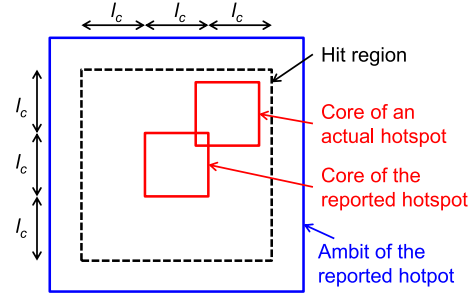 l_c l_c l_c
Hit region
l_c
Core of an
actual hotspot
l_c
Core of the
reported hotspot
l_c
Ambit of the
reported hotpot